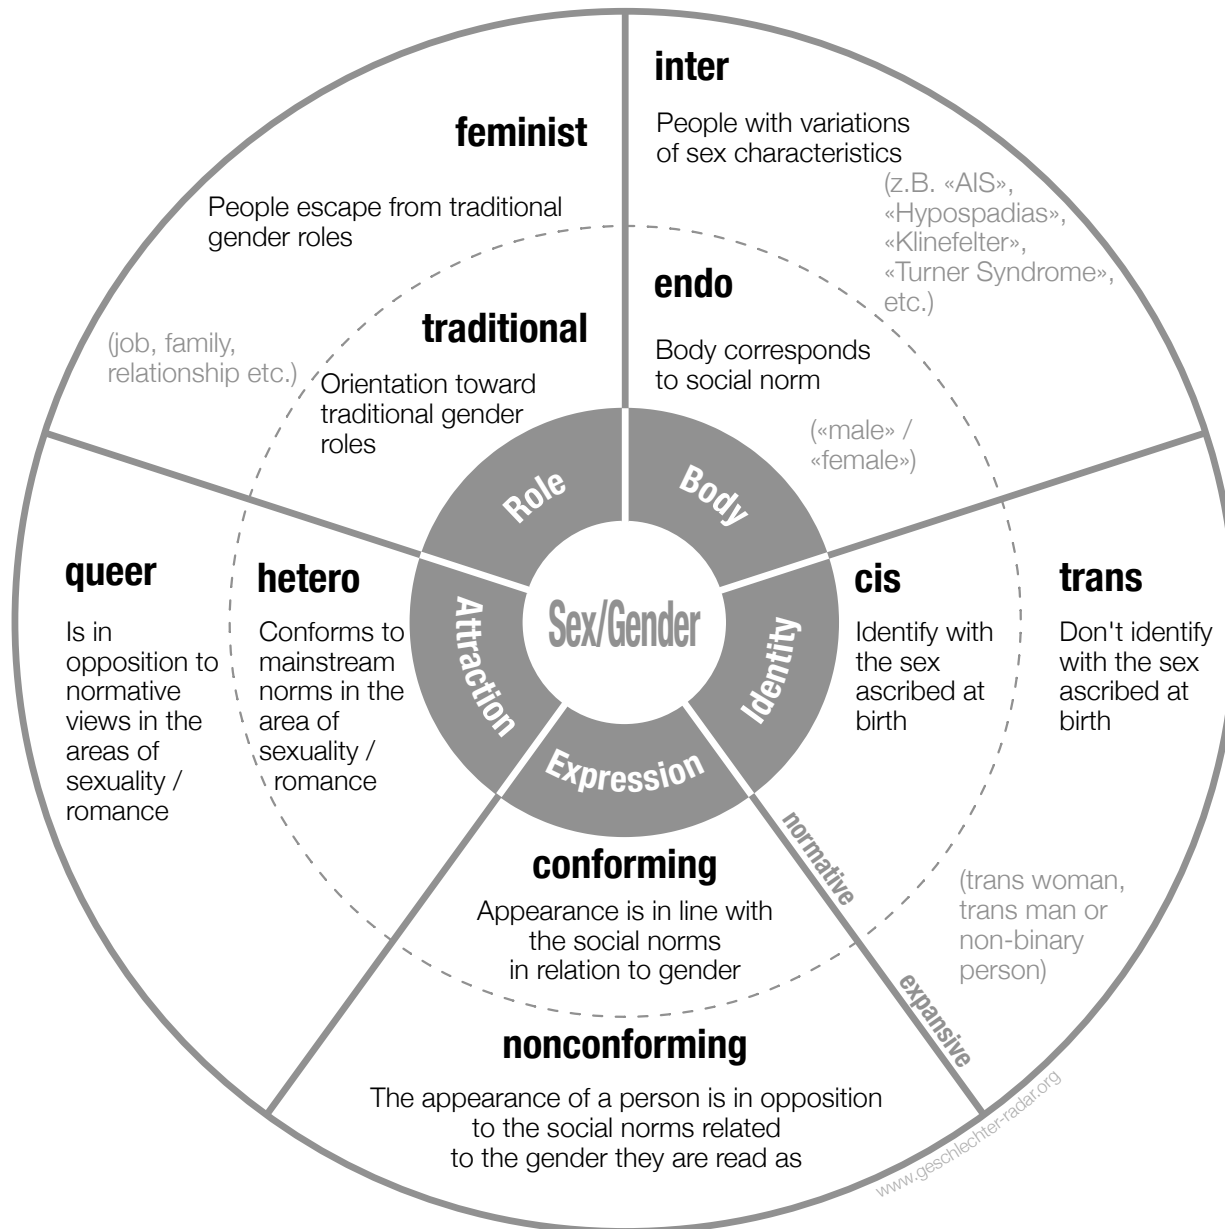 inter
People with variations
of sex characteristics
(z.B. «AIS»,
«Hypospadias»,
«Klinefelter»,
«Turner Syndrome»,
etc.)
endo
Body corresponds
to social norm
(«male» /
«female»)
Body
feminist
People escape from traditional
gender roles
(job, family,
relationship etc.)
traditional
Orientation toward
traditional gender
roles
Role
queer
Is in
opposition to
normative
views in the
areas of
sexuality /
romance
hetero
Conforms to
mainstream
norms in the
area of
sexuality /
romance
Attraction
Sex/Gender
Identity
cis
Identify with
the sex
ascribed at
birth
trans
Don't identify
with the sex
ascribed at
birth
(trans woman,
trans man or
non-binary
person)
Expression
conforming
Appearance is in line with
the social norms
in relation to gender
nonconforming
The appearance of a person is in opposition
to the social norms related
to the gender they are read as
normative
expansive
www.geschlechter-radar.org